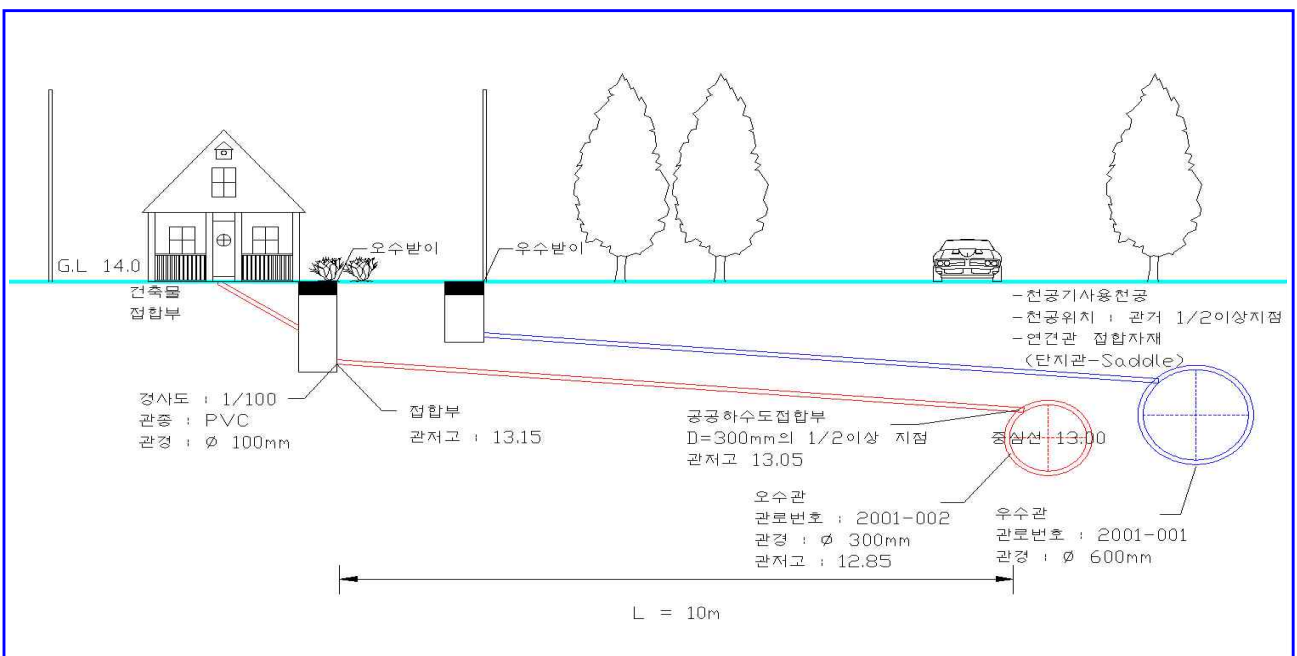 오수받이
우수받이
G.L 14.0
건축물
접합부
-천공기사용천공
-천공위치 : 관거 1/2이상지점
-연결관 접합자재
(단지관-Saddle)
경사도 : 1/100
관종 : PVC
관경 : Ø 100mm
접합부
관저고 : 13.15
공공하수도접합부
D=300mm의 1/2이상 지점
관저고 13.05
중심선 13.00
오수관
관로번호 : 2001-002
관경 : Ø 300mm
관저고 : 12.85
우수관
관로번호 : 2001-001
관경 : Ø 600mm
L = 10m